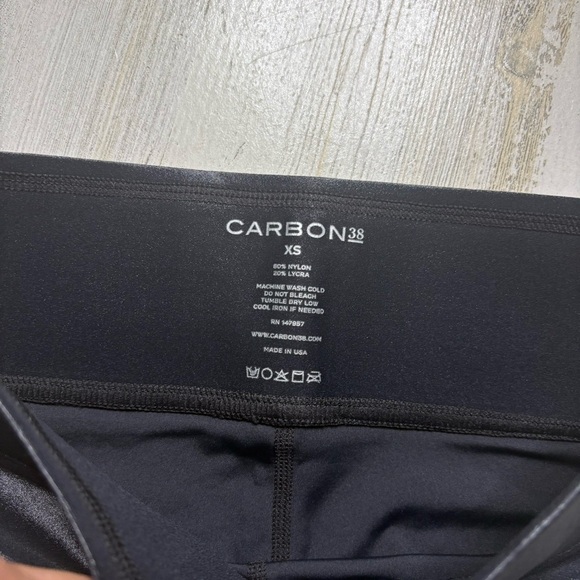 CARBON38
XS
80% NYLON
20% LYCRA
MACHINE WASH COLD
DO NOT BLEACH
TUMBLE DRY LOW
COOL IRON IF NEEDED
RN 147857
WWW.CARBON38.COM
MADE IN USA